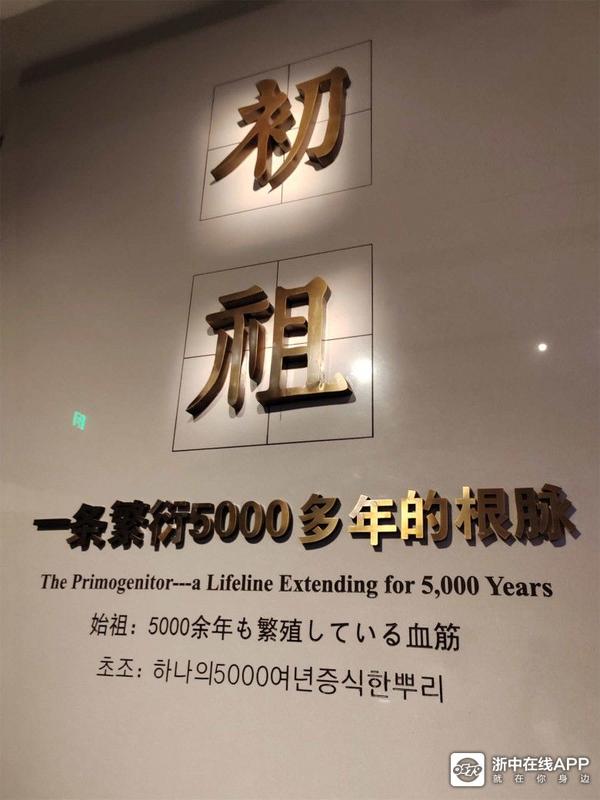 初
祖
一条繁衍5000多年的根脉
The Primogenitor---a Lifeline Extending for 5,000 Years
始祖：5000余年も繁殖している血筋
초조：하나의5000여년증식한뿌리
浙中在线APP
就在你身边